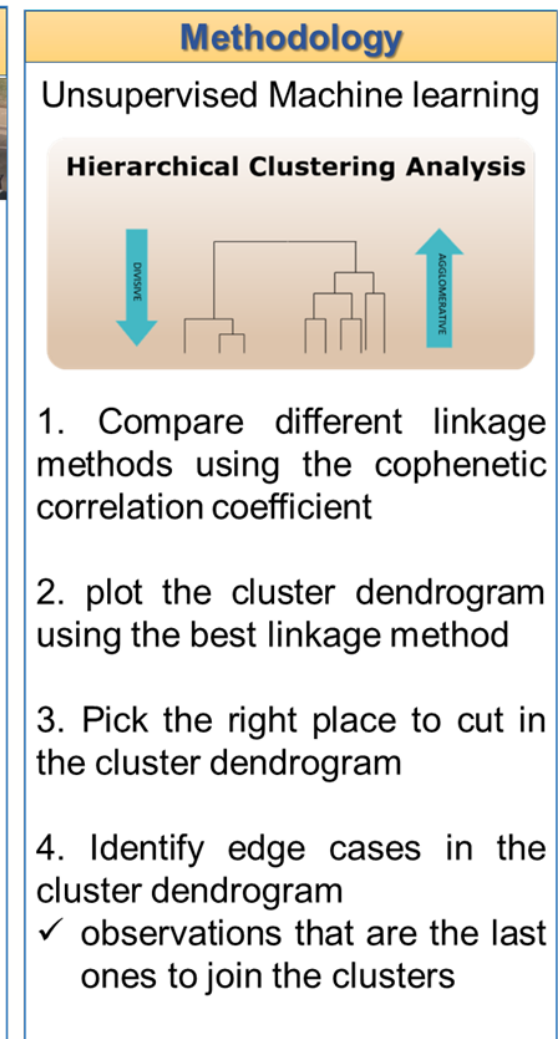 Methodology
Unsupervised Machine learning
Hierarchical Clustering Analysis
DIVISIVE
AGGLOMERATIVE
1. Compare different linkage
methods using the cophenetic
correlation coefficient
2. plot the cluster dendrogram
using the best linkage method
3. Pick the right place to cut in
the cluster dendrogram
4. Identify edge cases in the
cluster dendrogram
✓ observations that are the last
ones to join the clusters